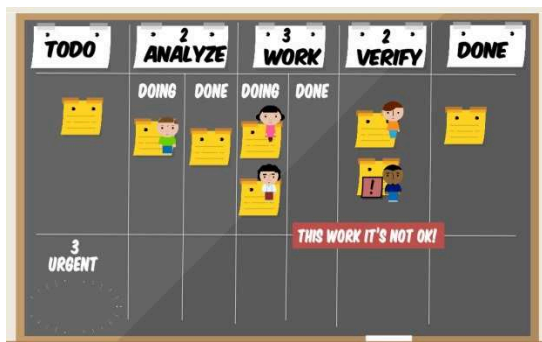 TODO
2
ANALYZE
3
WORK
2
VERIFY
DONE
DOING
DONE
DOING
DONE
!
THIS WORK IT'S NOT OK!
3
URGENT